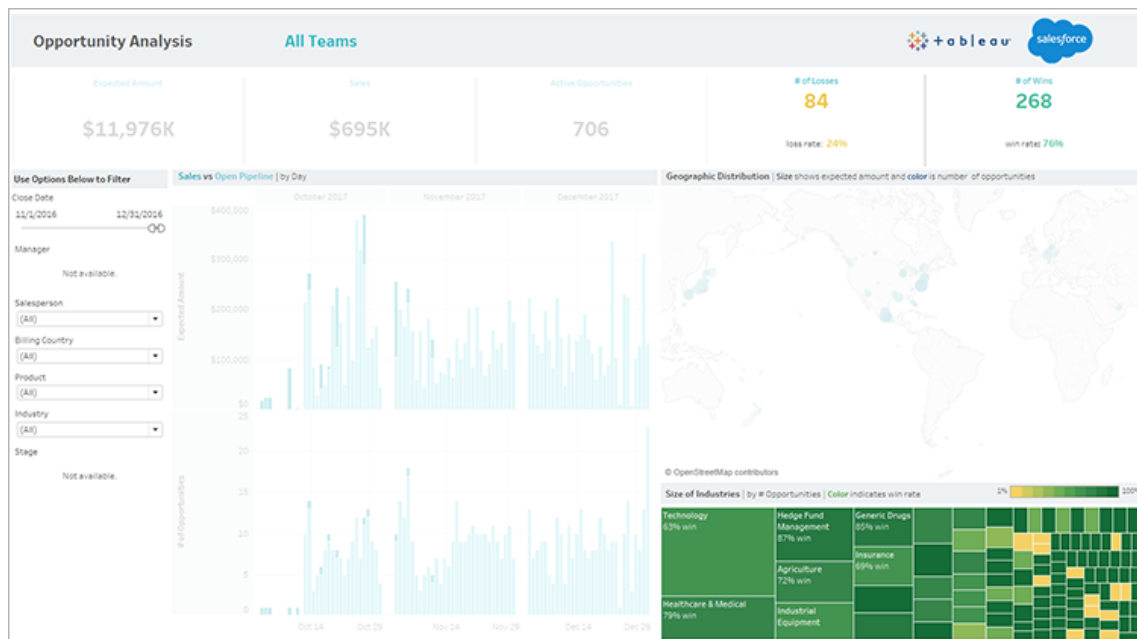 Opportunity Analysis
All Teams
+ a b | e a u
salesforce
Expected Amount
$11,976K
Sales
$695K
Active Opportunities
706
# of Losses
84
loss rate: 24%
# of Wins
268
win rate: 76%
Use Options Below to Filter
Close Date
11/1/2016 12/31/2016
Manager
Not available.
Salesperson
(All)
Billing Country
(All)
Product
(All)
Industry
(All)
Stage
Not available.
Sales vs Open Pipeline | by Day
October 2017 November 2017 December 2017
Expected Amount
$400,000
$300,000
$200,000
$100,000
$0
# of Opportunities
25
20
15
10
5
0
Oct 14 Oct 29 Nov 14 Nov 29 Dec 14 Dec 29
Geographic Distribution | Size shows expected amount and color is number of opportunities
© OpenStreetMap contributors
Size of Industries | by # Opportunities | Color indicates win rate
1% 100%
Technology
63% win
Healthcare & Medical
79% win
Hedge Fund
Management
87% win
Agriculture
72% win
Industrial
Equipment
Generic Drugs
85% win
Insurance
69% win